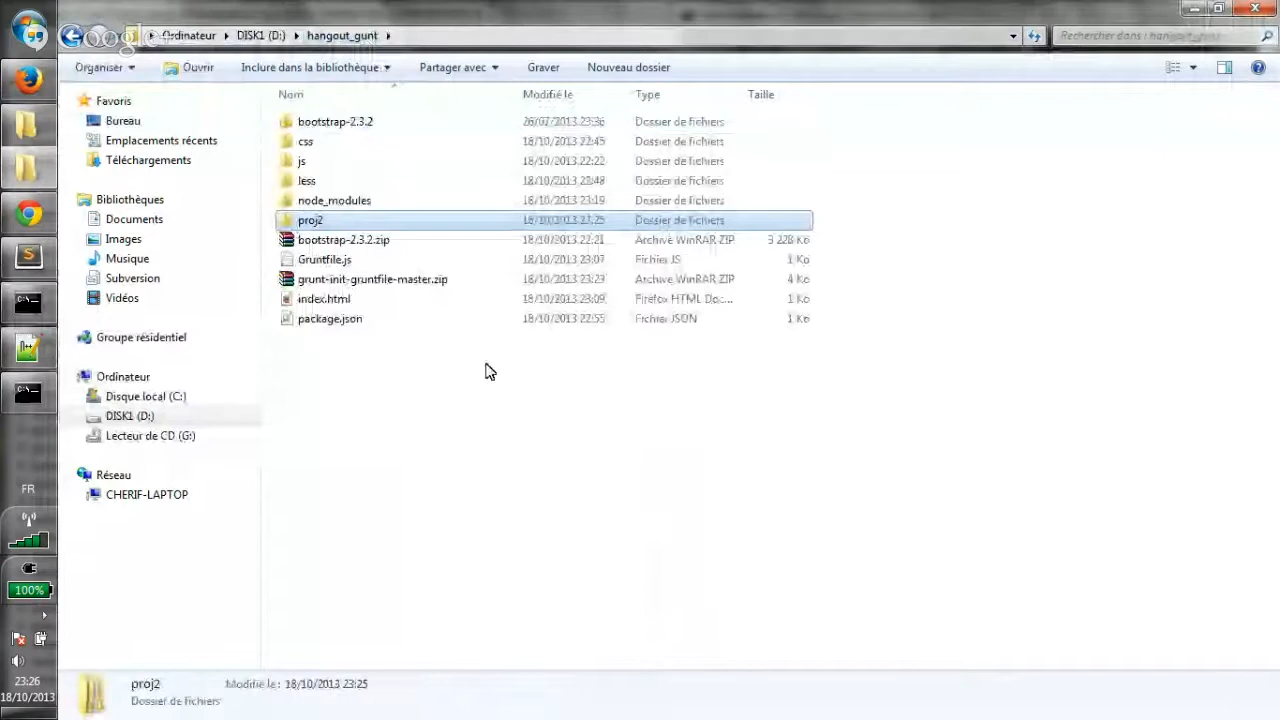 Google+
Ordinateur DISK1 (D:) hangout_gunt
Rechercher dans : hangout_gunt
Organiser Ouvrir Inclure dans la bibliothèque Partager avec Graver Nouveau dossier
Nom Modifié le Type Taille
Favoris
Bureau
Emplacements récents
Téléchargements
Bibliothèques
Documents
Images
Musique
Subversion
Vidéos
Groupe résidentiel
Ordinateur
Disque local (C:)
DISK1 (D:)
Lecteur de CD (G:)
Réseau
CHERIF-LAPTOP
bootstrap-2.3.2 26/07/2013 23:36 Dossier de fichiers
css 18/10/2013 22:45 Dossier de fichiers
js 18/10/2013 22:22 Dossier de fichiers
less 18/10/2013 22:48 Dossier de fichiers
node_modules 18/10/2013 23:19 Dossier de fichiers
proj2 18/10/2013 23:25 Dossier de fichiers
bootstrap-2.3.2.zip 18/10/2013 22:21 Archive WinRAR ZIP 3 228 Ko
Gruntfile.js 18/10/2013 23:07 Fichier JS 1 Ko
grunt-init-gruntfile-master.zip 18/10/2013 23:23 Archive WinRAR ZIP 4 Ko
index.html 18/10/2013 23:09 Firefox HTML Doc... 1 Ko
package.json 18/10/2013 22:55 Fichier JSON 1 Ko
FR
100%
23:26
18/10/2013
proj2 Modifié le : 18/10/2013 23:25
Dossier de fichiers